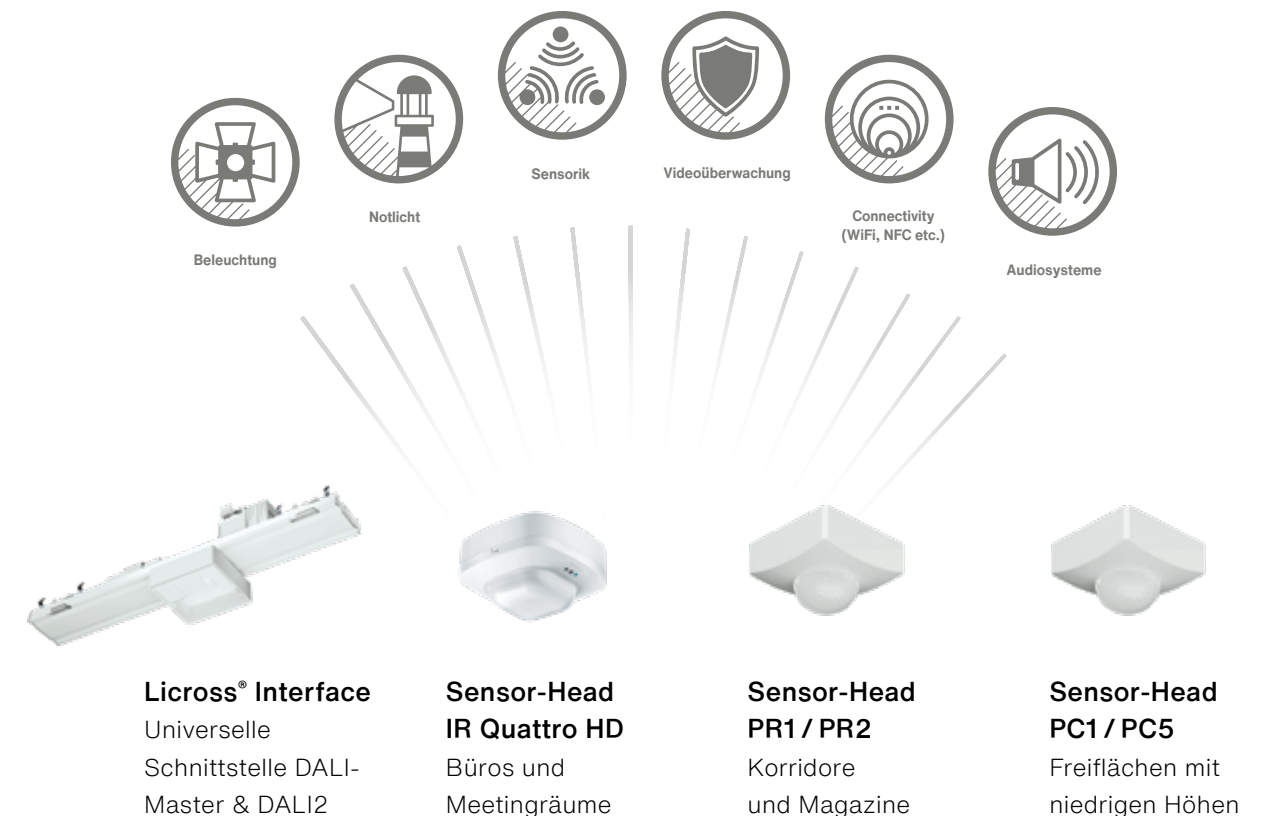 Beleuchtung
Notlicht
Sensorik
Videoüberwachung
Connectivity
(WiFi, NFC etc.)
Audiosysteme
Licross® Interface
Universelle
Schnittstelle DALI-
Master & DALI2
Sensor-Head
IR Quattro HD
Büros und
Meetingräume
Sensor-Head
PR1 / PR2
Korridore
und Magazine
Sensor-Head
PC1 / PC5
Freiflächen mit
niedrigen Höhen